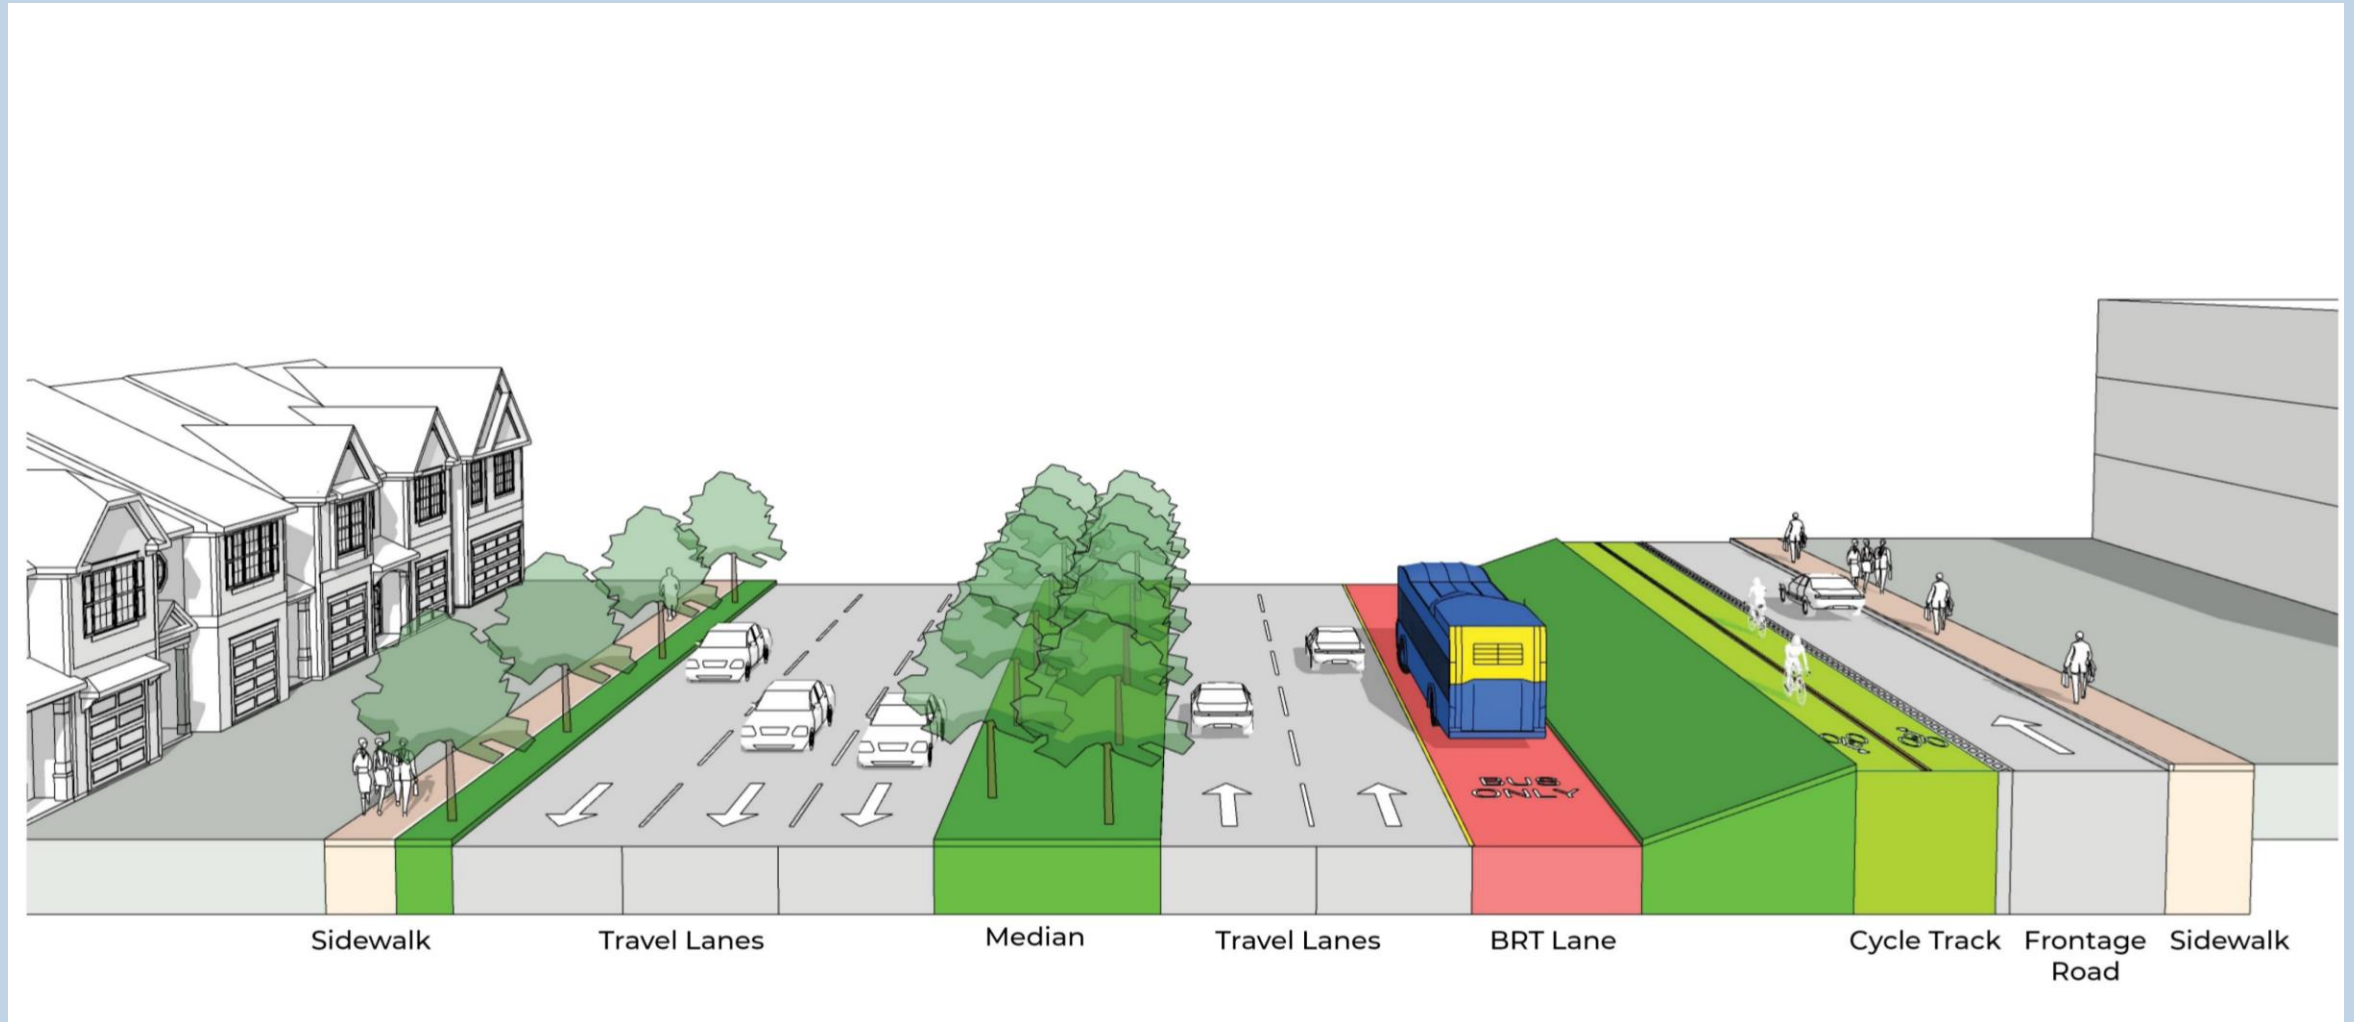 BUS
ONLY
Sidewalk
Travel Lanes
Median
Travel Lanes
BRT Lane
Cycle Track
Frontage
Road
Sidewalk